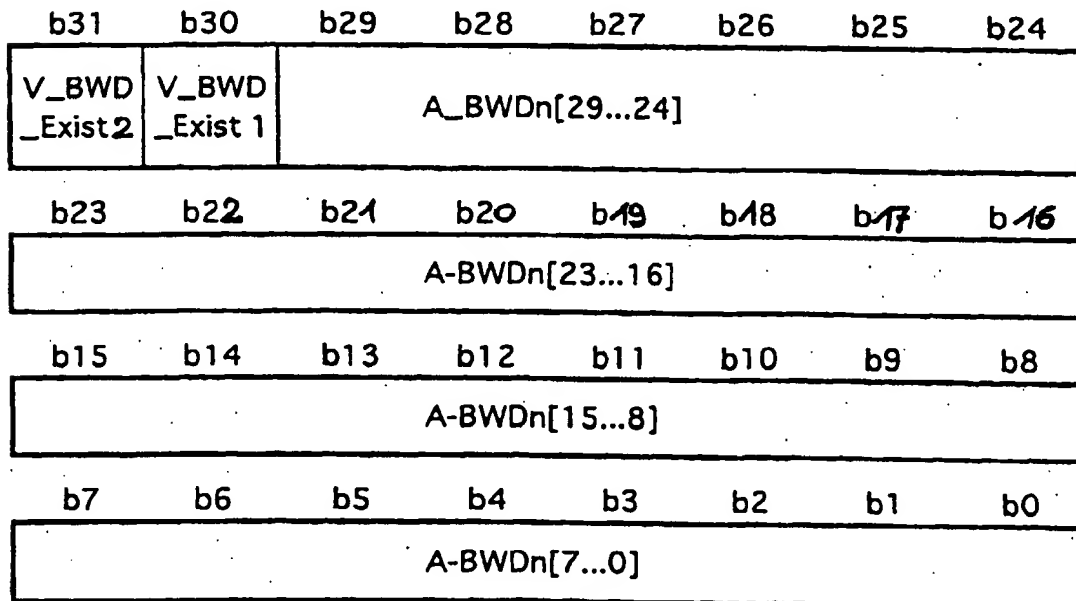 b31 b30 b29 b28 b27 b26 b25 b24
V_BWD V_BWD
_Exist2 _Exist 1
A_BWDn[29...24]
b23 b22 b21 b20 b19 b18 b17 b16
A-BWDn[23...16]
b15 b14 b13 b12 b11 b10 b9 b8
A-BWDn[15...8]
b7 b6 b5 b4 b3 b2 b1 b0
A-BWDn[7...0]